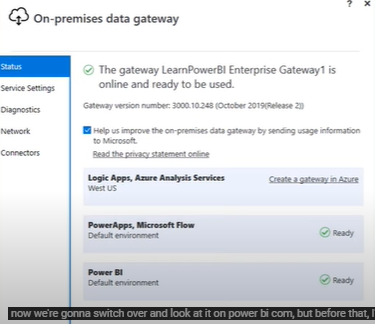 ? ×
On-premises data gateway
Status
Service Settings
Diagnostics
Network
Connectors
The gateway LearnPowerBI Enterprise Gateway1 is
online and ready to be used.
Gateway version number: 3000.10.248 (October 2019(Release 2))
Help us improve the on-premises data gateway by sending usage information
to Microsoft.
Read the privacy statement online
Logic Apps, Azure Analysis Services
West US
Create a gateway in Azure
PowerApps, Microsoft Flow
Default environment
Ready
Power BI
Default environment
Ready
now we're gonna switch over and look at it on power bi com, but before that, I